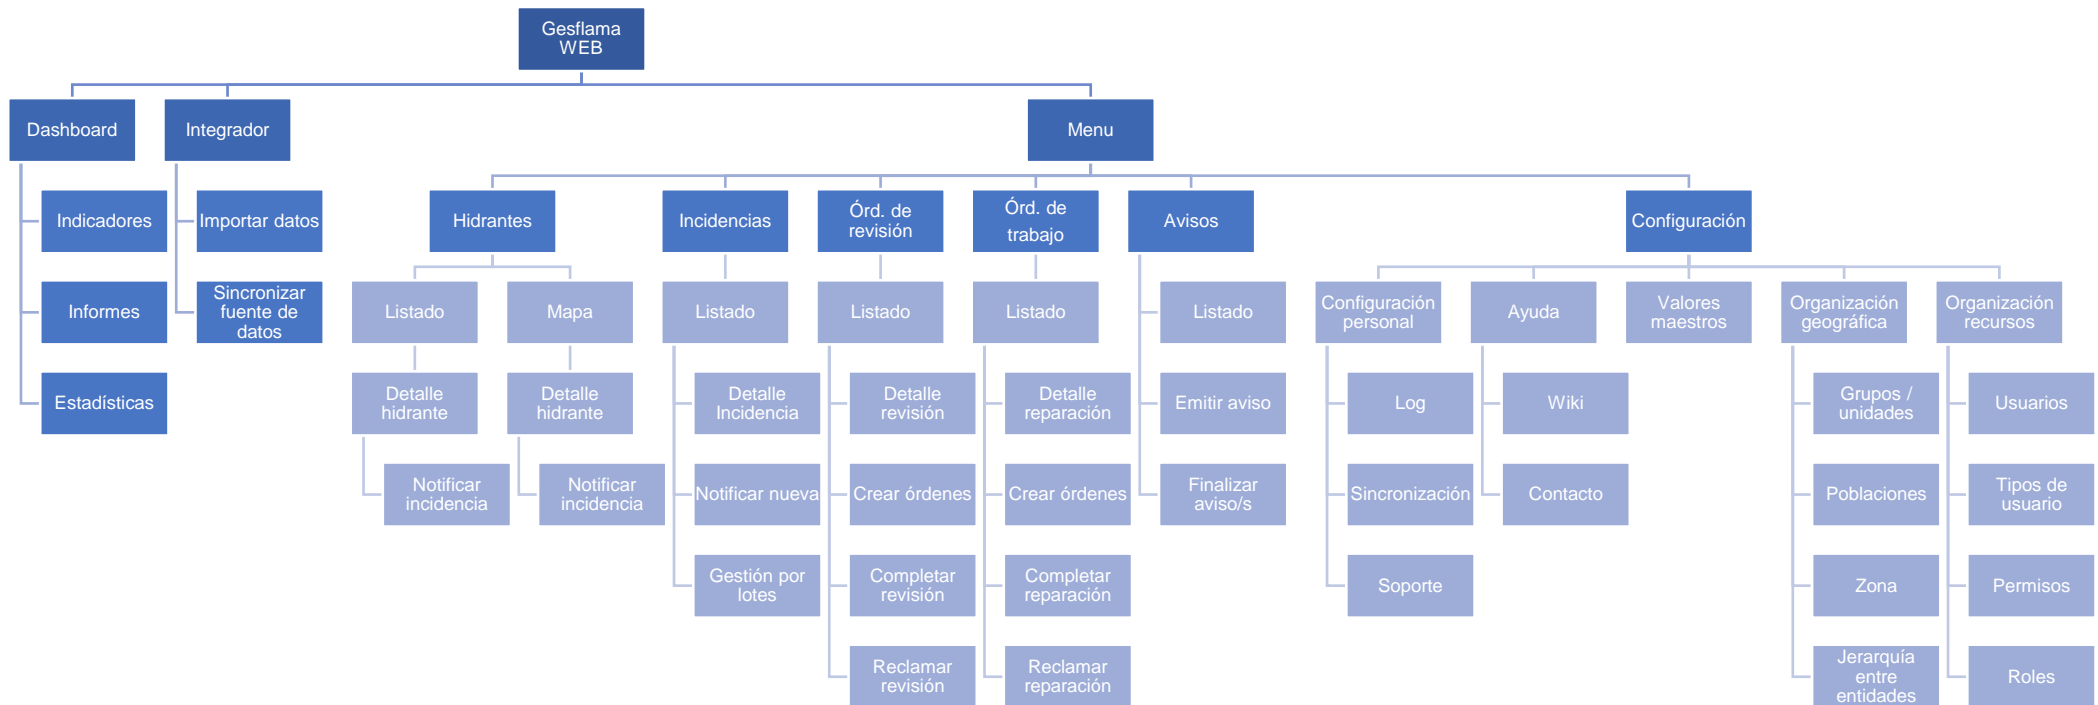 Gesflama
WEB
Dashboard
Integrador
Menu
Indicadores
Importar datos
Hidrantes
Incidencias
Órd. de
revisión
Órd. de
trabajo
Avisos
Configuración
Informes
Sincronizar
fuente de
datos
Listado
Mapa
Listado
Listado
Listado
Listado
Configuración
personal
Ayuda
Valores
maestros
Organización
geográfica
Organización
recursos
Estadísticas
Detalle
hidrante
Detalle
hidrante
Detalle
Incidencia
Detalle
revisión
Detalle
reparación
Emitir aviso
Log
Wiki
Grupos /
unidades
Usuarios
Notificar
incidencia
Notificar
incidencia
Notificar nueva
Crear órdenes
Crear órdenes
Finalizar
aviso/s
Sincronización
Contacto
Poblaciones
Tipos de
usuario
Gestión por
lotes
Completar
revisión
Completar
reparación
Soporte
Zona
Permisos
Reclamar
revisión
Reclamar
reparación
Jerarquía
entre
entidades
Roles